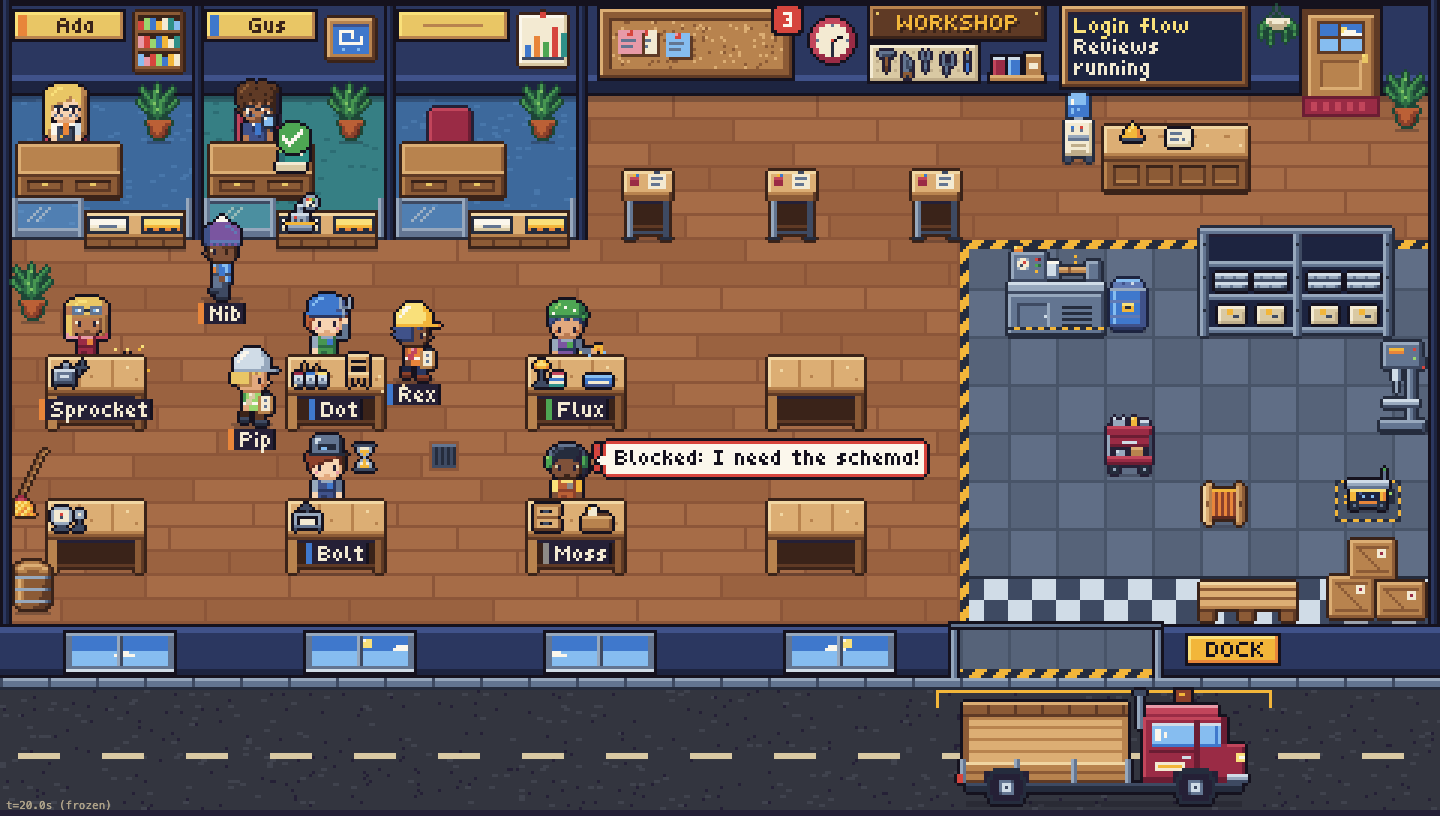 Ada
Gus
3
WORKSHOP
Login flow
Reviews
running
Nib
Sprocket
Pip
Dot
Rex
Flux
Blocked: I need the schema!
Bolt
Moss
DOCK
t=20.0s (frozen)